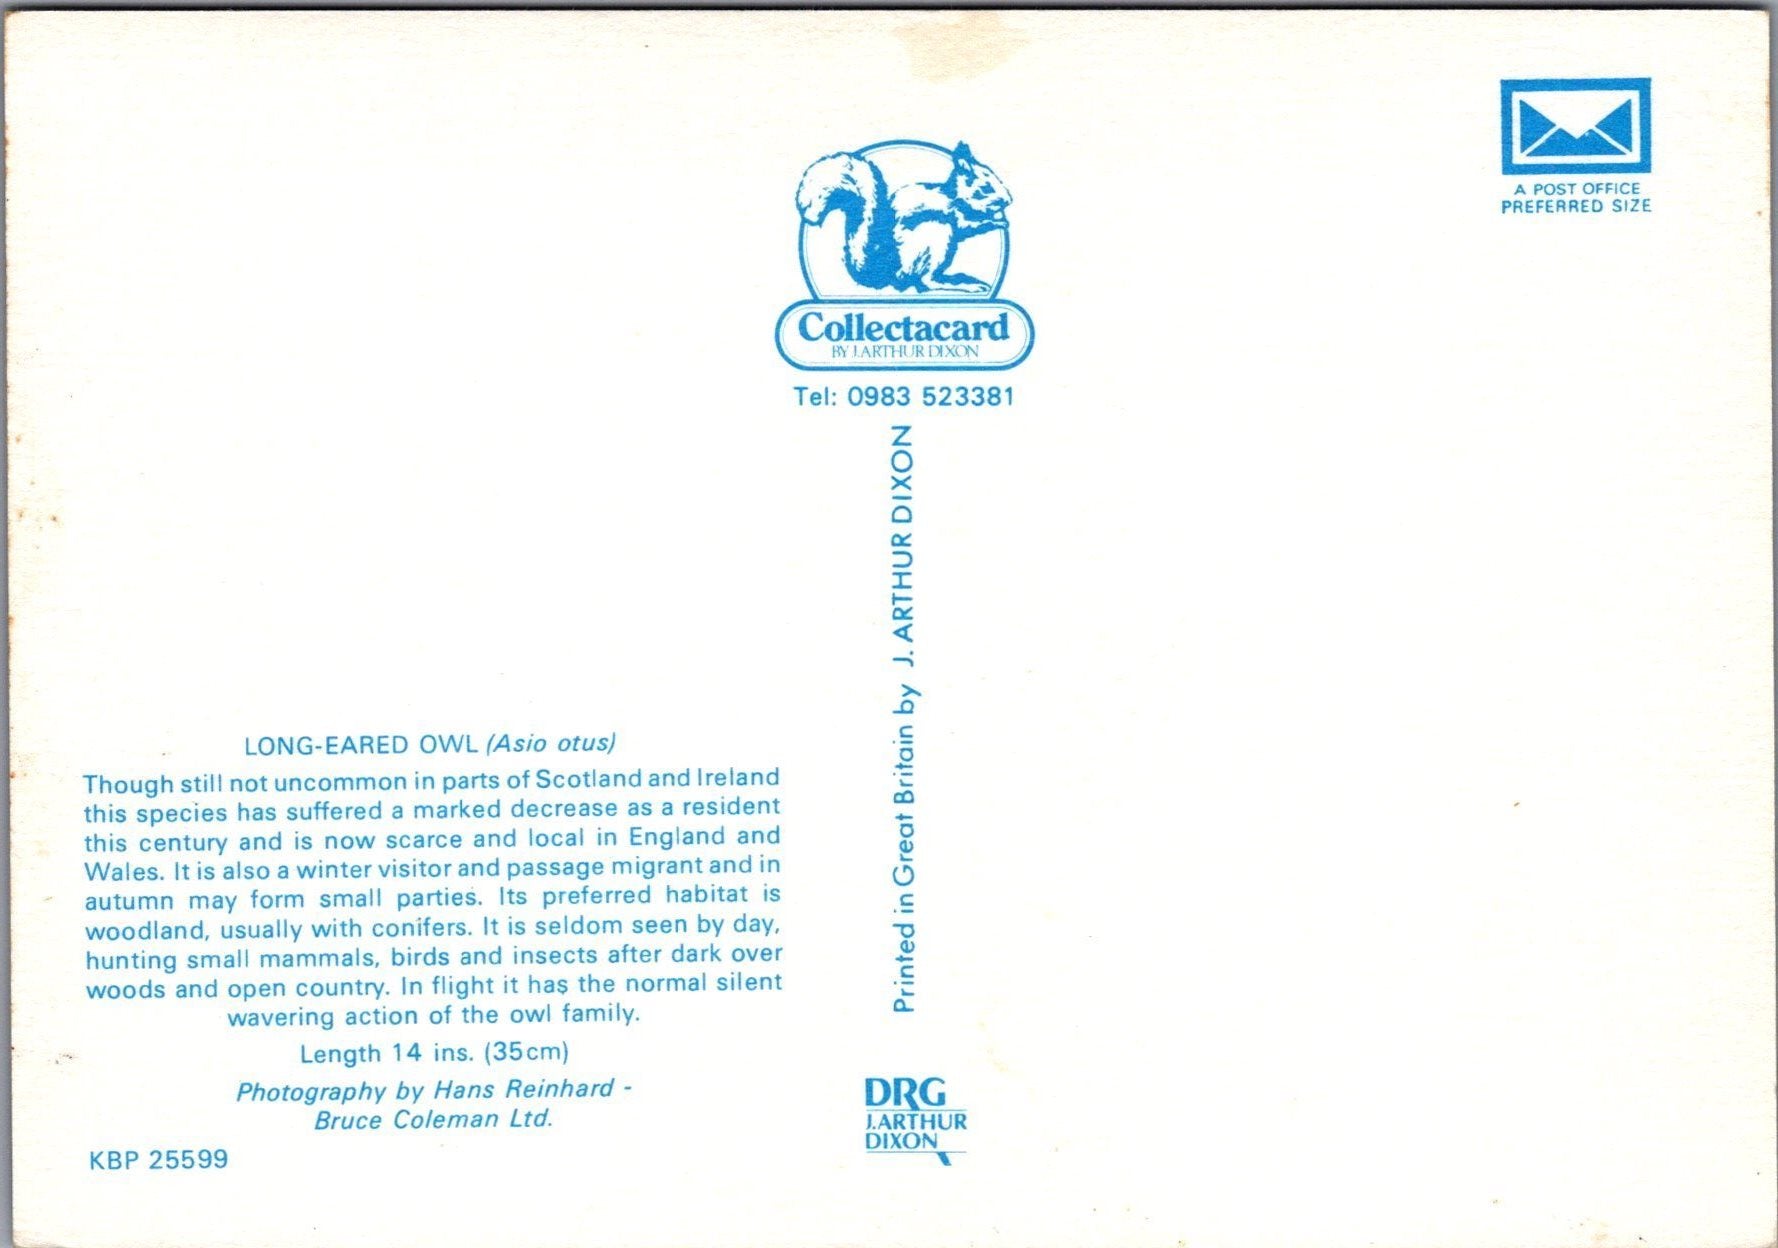 A POST OFFICE
PREFERRED SIZE
Collectacard
BY J. ARTHUR DIXON
Tel: 0983 523381
Printed in Great Britain by J. ARTHUR DIXON
LONG-EARED OWL (Asio otus)
Though still not uncommon in parts of Scotland and Ireland
this species has suffered a marked decrease as a resident
this century and is now scarce and local in England and
Wales. It is also a winter visitor and passage migrant and in
autumn may form small parties. Its preferred habitat is
woodland, usually with conifers. It is seldom seen by day,
hunting small mammals, birds and insects after dark over
woods and open country. In flight it has the normal silent
wavering action of the owl family.
Length 14 ins. (35cm)
Photography by Hans Reinhard -
Bruce Coleman Ltd.
KBP 25599
DRG
J. ARTHUR
DIXON